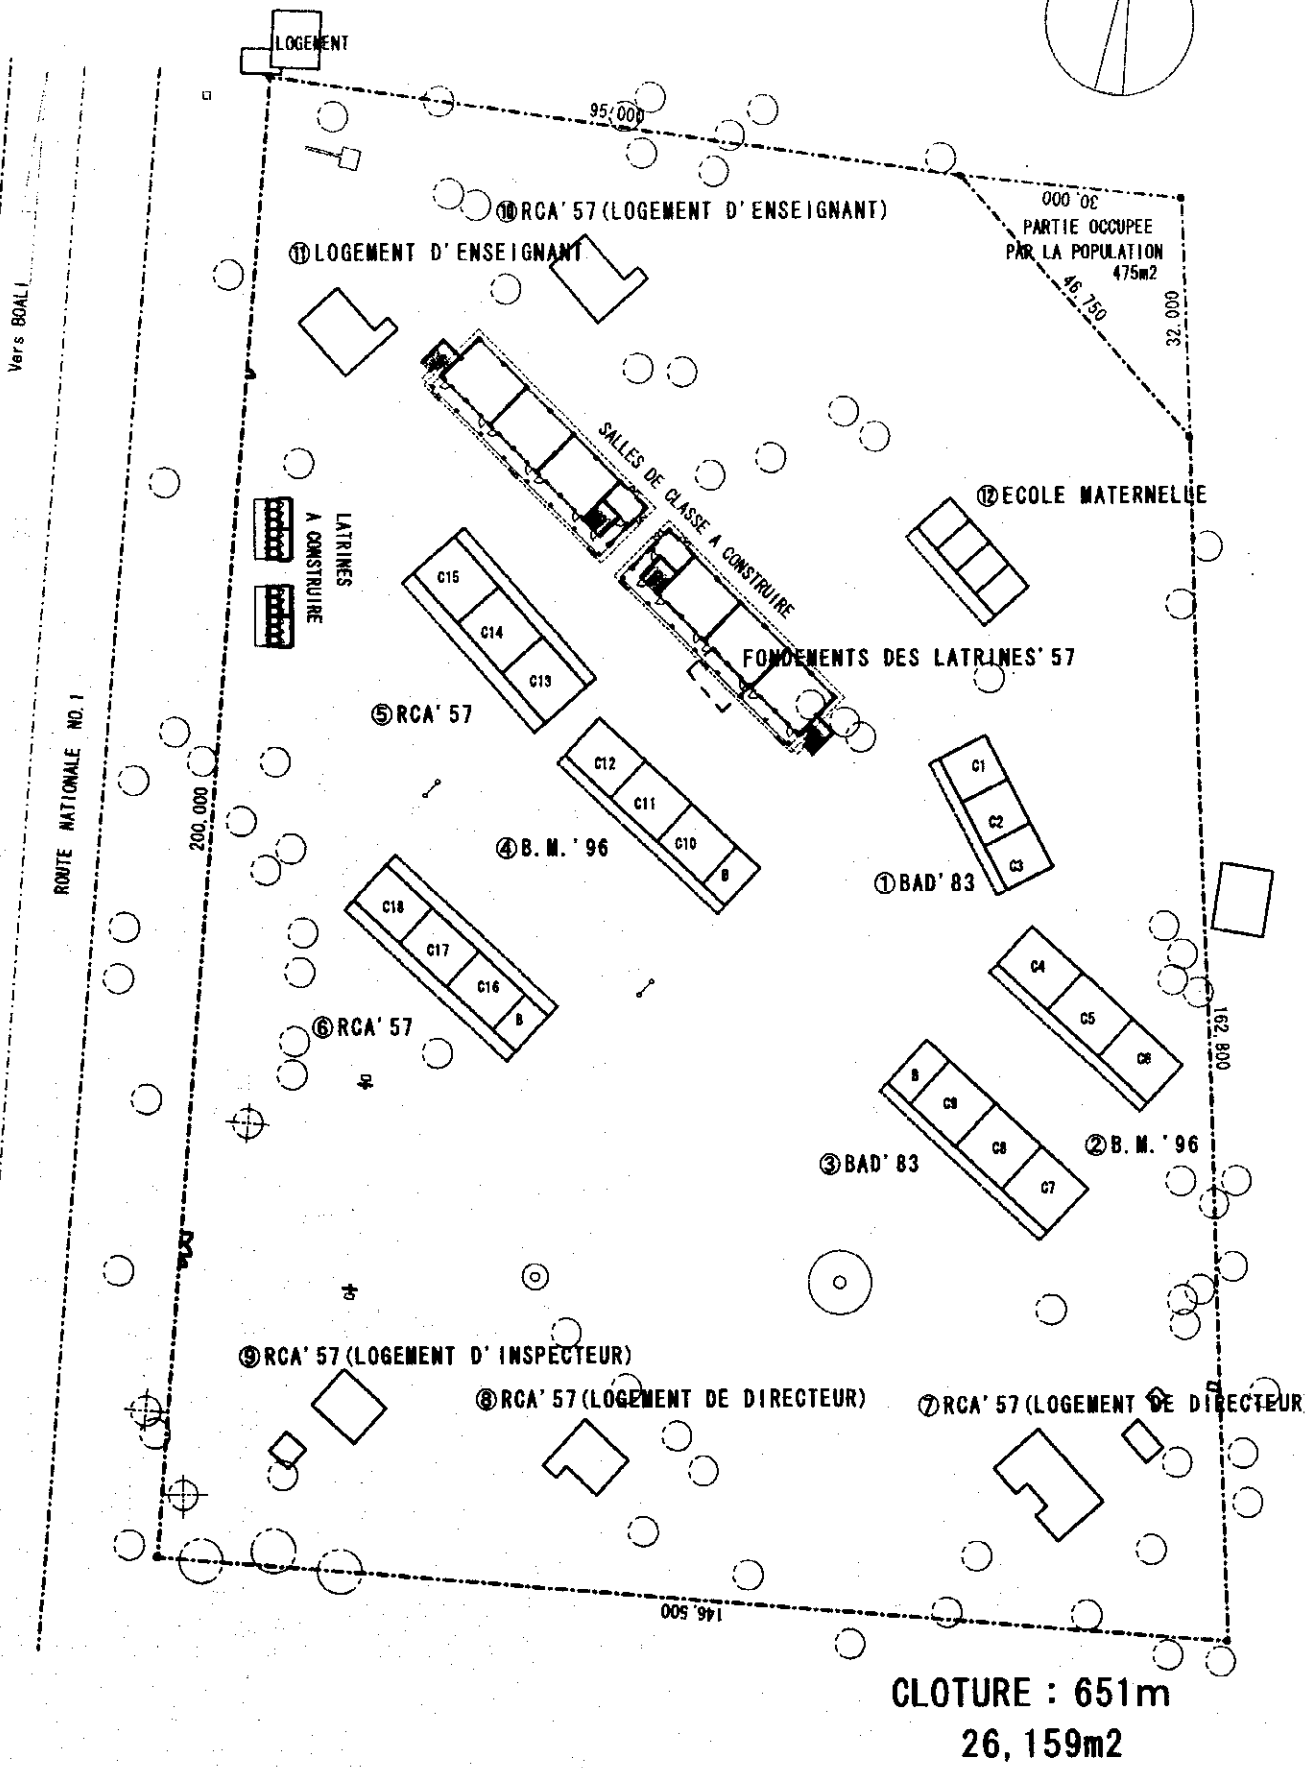 LOGEMENT
95,000
30,000
PARTIE OCCUPEE
PAR LA POPULATION
475m2
46,750
32,000
⑩RCA'57(LOGEMENT D'ENSEIGNANT)
⑪LOGEMENT D'ENSEIGNANT
Vers BOALI
SALLES DE CLASSE A CONSTRUIRE
⑫ECOLE MATERNELLE
LATRINES
A CONSTRUIRE
C15
C14
C13
FONDEMENTS DES LATRINES'57
⑤RCA'57
ROUTE NATIONALE NO.1
200,000
C12
C11
C10
B
④B.M.'96
C1
C2
C3
①BAD'83
C18
C17
C16
B
⑥RCA'57
C4
C5
C6
162,800
②B.M.'96
B
C9
C8
C7
③BAD'83
⑨RCA'57(LOGEMENT D'INSPECTEUR)
⑧RCA'57(LOGEMENT DE DIRECTEUR)
⑦RCA'57(LOGEMENT DE DIRECTEUR
146,500
CLOTURE : 651m
26,159m2